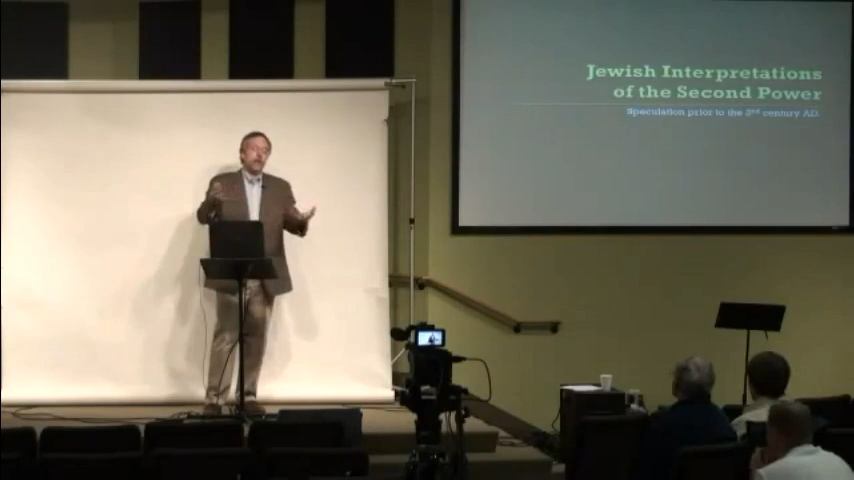 Jewish Interpretations
of the Second Power
Speculation prior to the 2nd century AD.